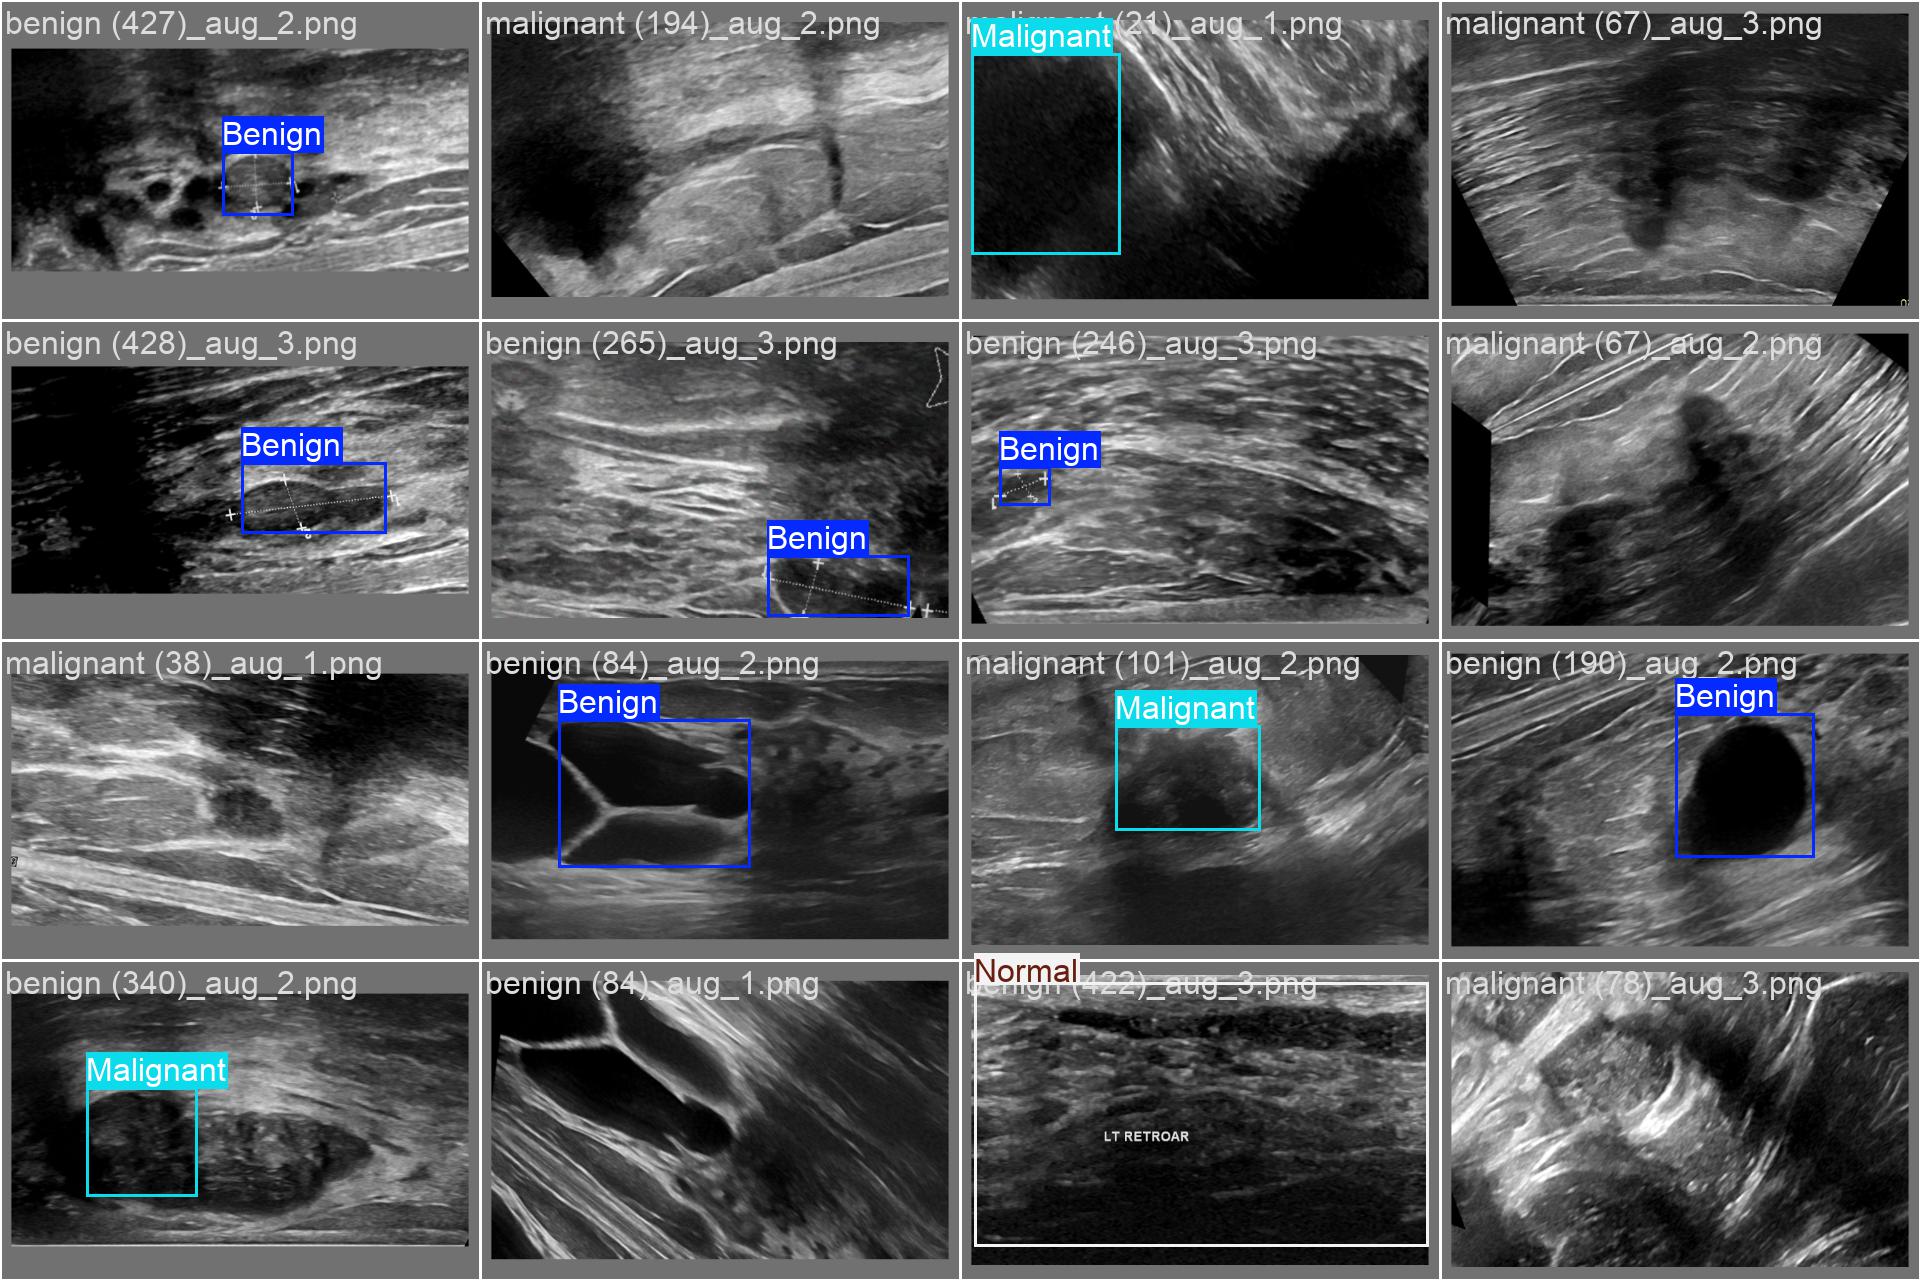 benign (427)_aug_2.png
Benign
malignant (194)_aug_2.png
malignant (21)_aug_1.png
Malignant
malignant (67)_aug_3.png
benign (428)_aug_3.png
Benign
benign (265)_aug_3.png
Benign
benign (246)_aug_3.png
Benign
malignant (67)_aug_2.png
malignant (38)_aug_1.png
benign (84)_aug_2.png
Benign
malignant (101)_aug_2.png
Malignant
benign (190)_aug_2.png
Benign
benign (340)_aug_2.png
Malignant
benign (84)_aug_1.png
Normal
benign (422)_aug_3.png
LT RETROAR
malignant (78)_aug_3.png